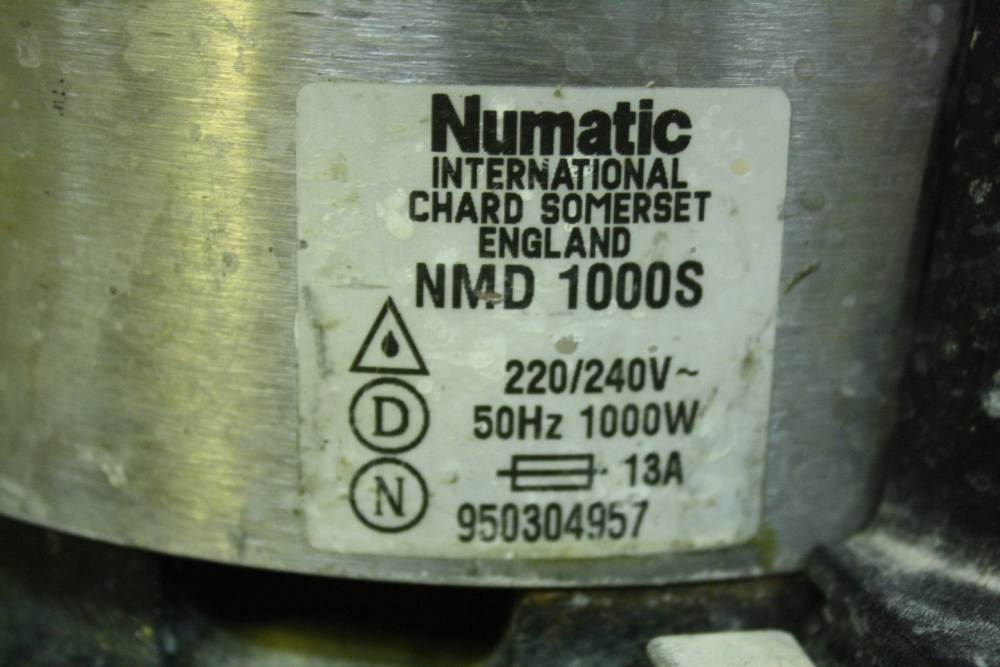 Numatic
INTERNATIONAL
CHARD SOMERSET
ENGLAND
NMD 1000S
220/240V~
D
50Hz 1000W
13A
N
950304957